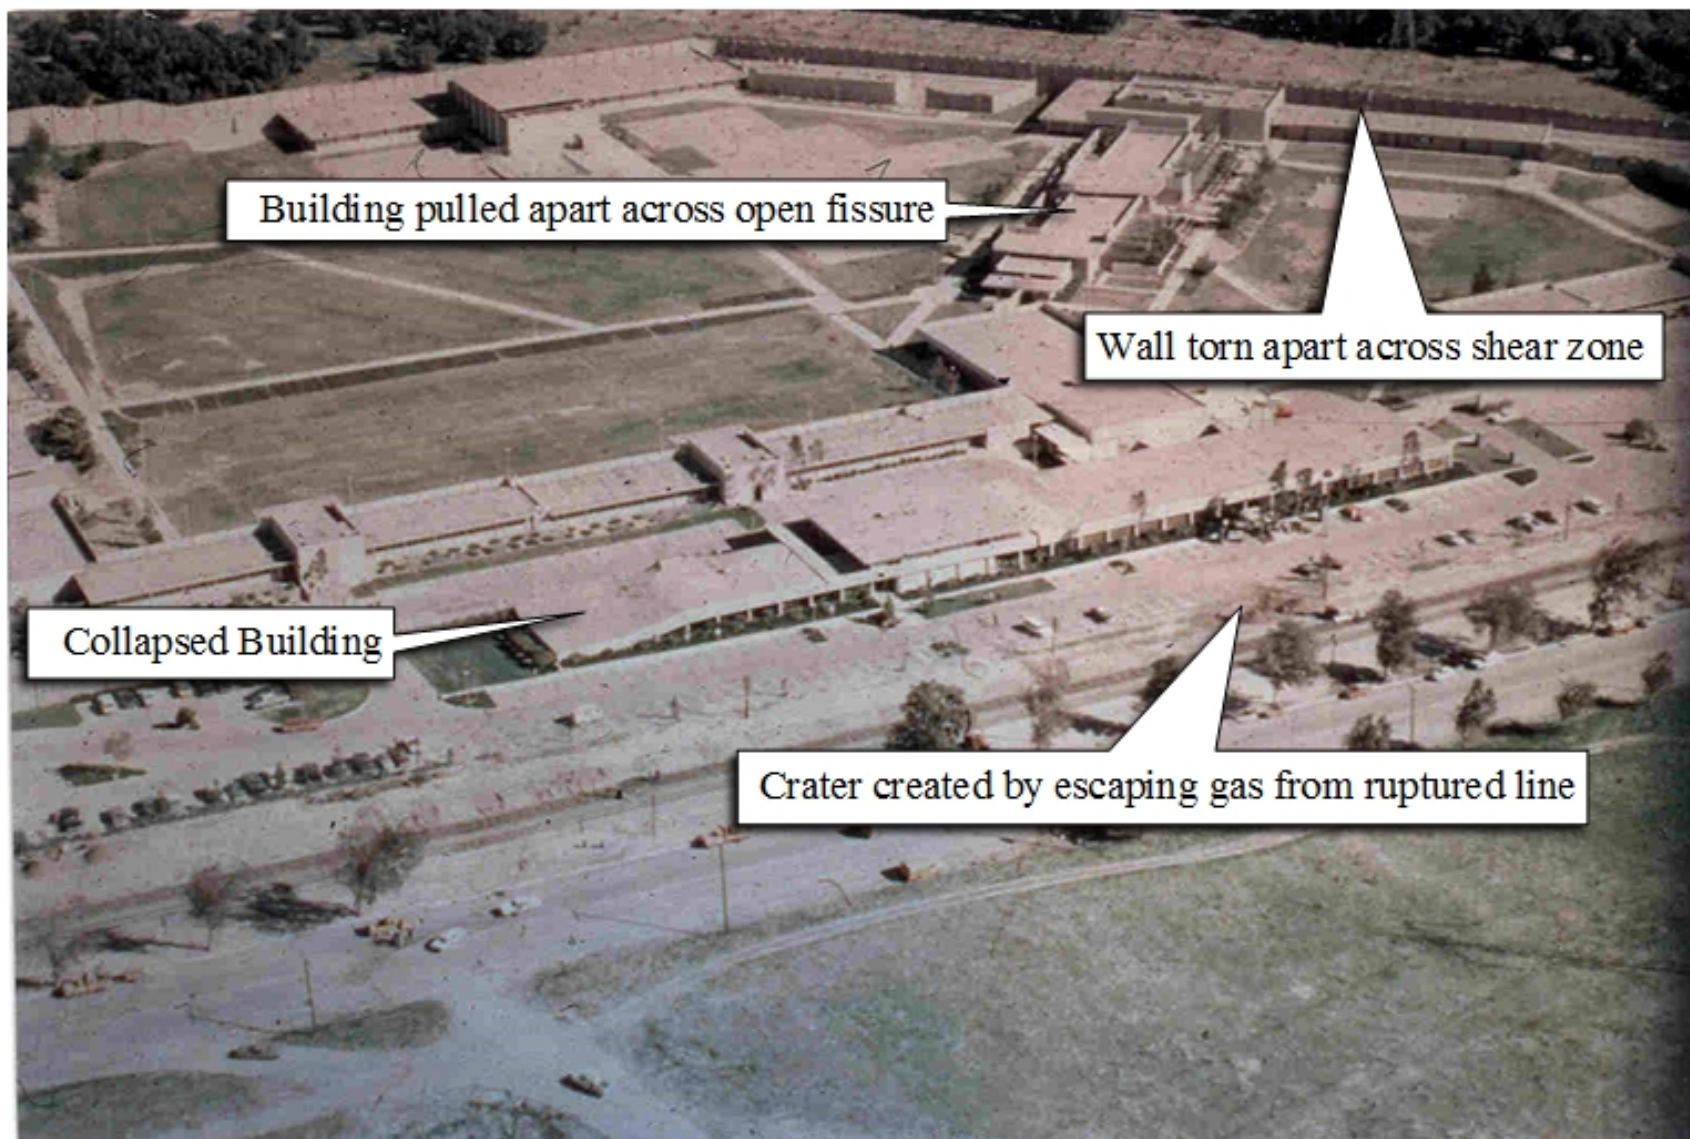 Building pulled apart across open fissure
Wall torn apart across shear zone
Collapsed Building
Crater created by escaping gas from ruptured line